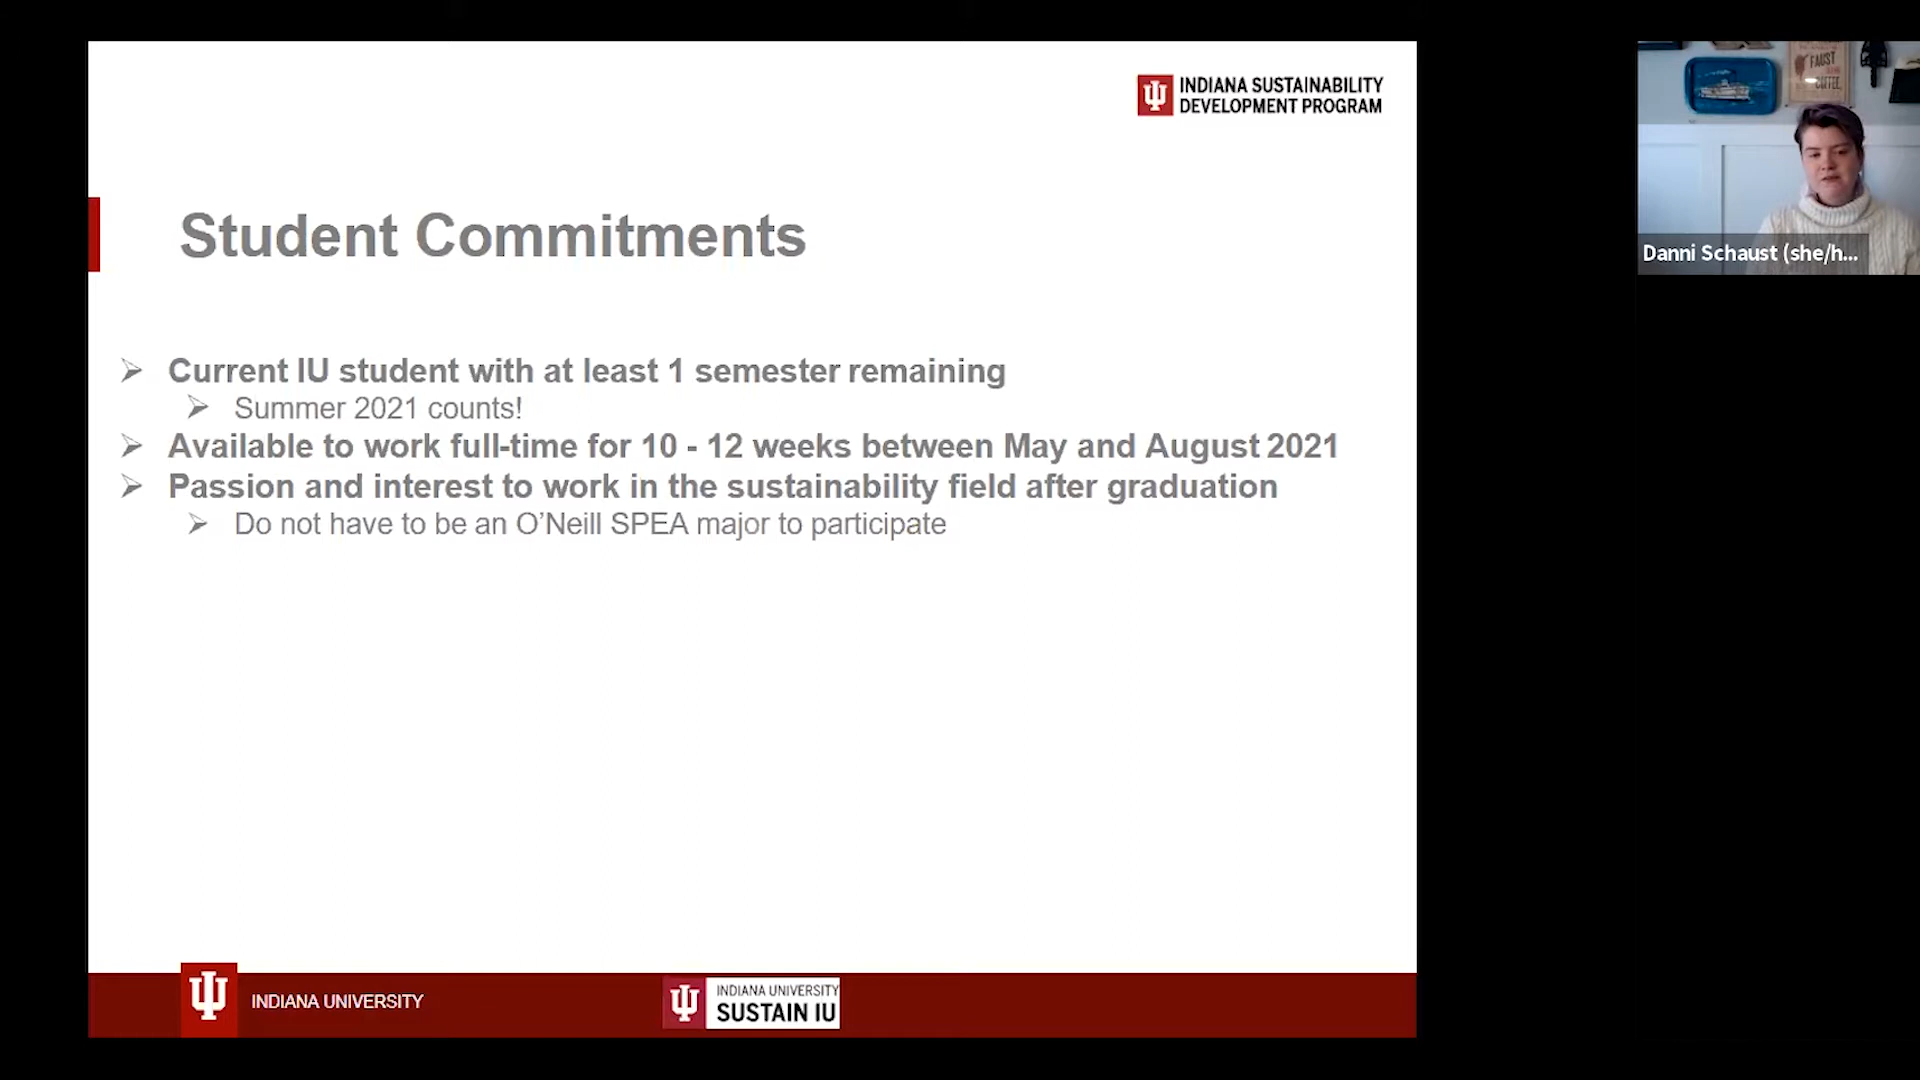 INDIANA SUSTAINABILITY
DEVELOPMENT PROGRAM
FAUST
COFFEE
Danni Schaust (she/h...
Student Commitments
Current IU student with at least 1 semester remaining
Summer 2021 counts!
Available to work full-time for 10 - 12 weeks between May and August 2021
Passion and interest to work in the sustainability field after graduation
Do not have to be an O'Neill SPEA major to participate
INDIANA UNIVERSITY
INDIANA UNIVERSITY
SUSTAIN IU